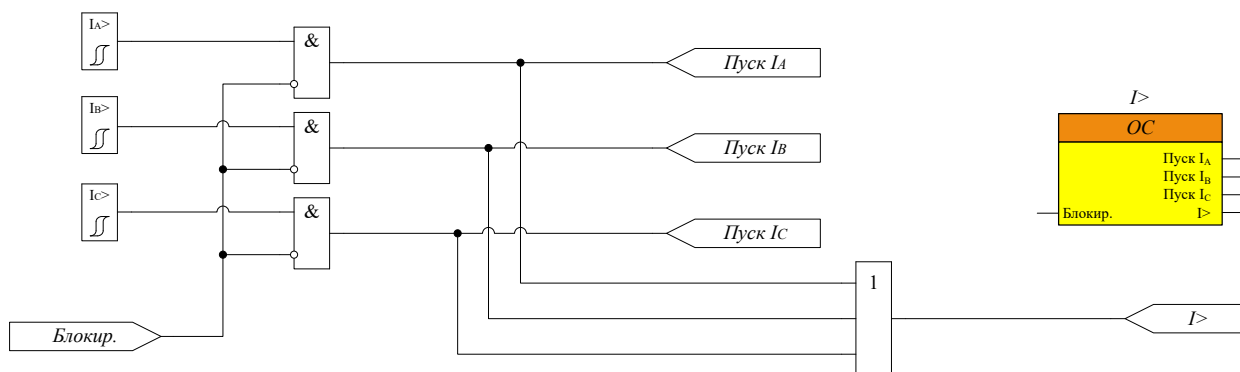 IA>
&
Пуск IA
IB>
&
Пуск IB
IC>
&
Пуск IC
Блокир.
1
I>
I>
OC
Пуск IA
Пуск IB
Пуск IC
Блокир. I>